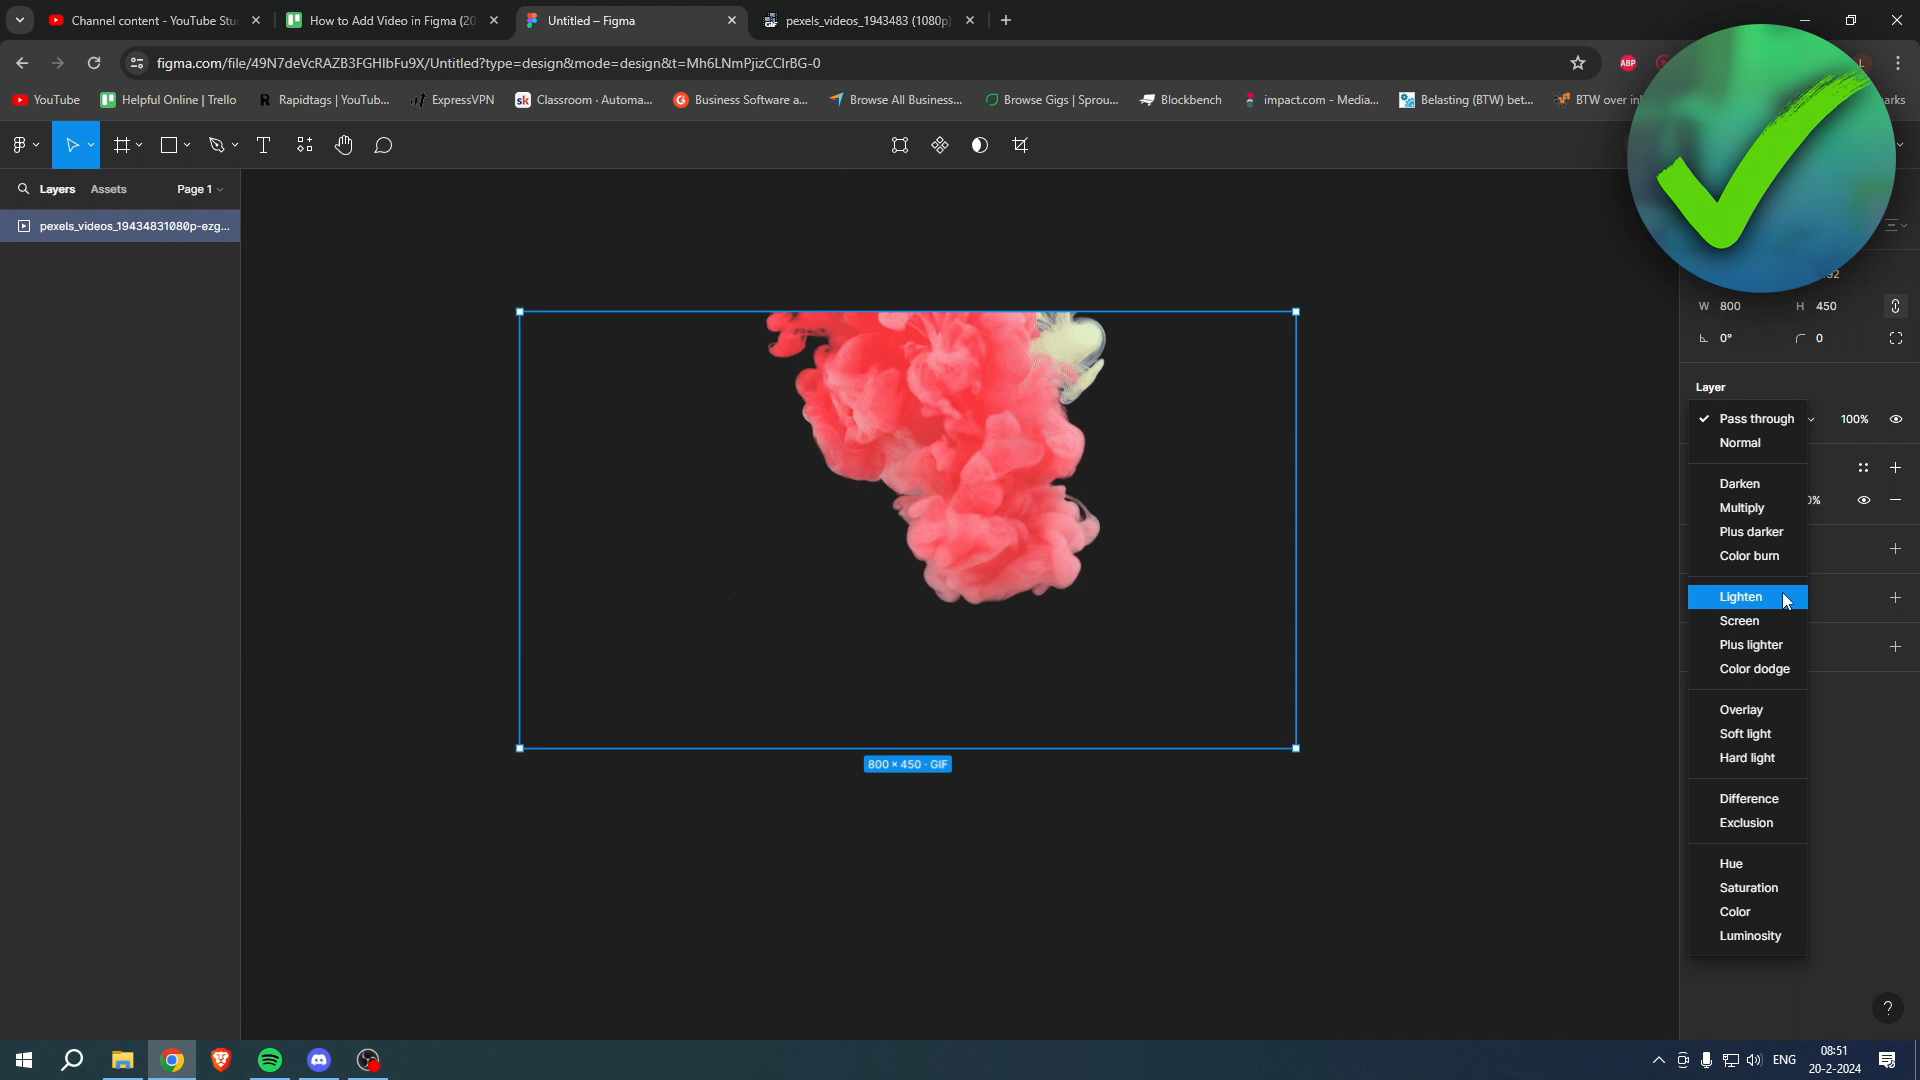 Channel content - YouTube Stu
How to Add Video in Figma (20
Untitled – Figma
pexels_videos_1943483 (1080p)
figma.com/file/49N7deVcRAZB3FGHIbFu9X/Untitled?type=design&mode=design&t=Mh6LNmPjizCClrBG-0
ABP
YouTube
Helpful Online | Trello
Rapidtags | YouTub...
ExpressVPN
Classroom - Automa...
Business Software a...
Browse All Business...
Browse Gigs | Sprou...
Blockbench
impact.com - Media...
Belasting (BTW) bet...
BTW over in
arks
Layers
Assets
Page 1
pexels_videos_19434831080p-ezg...
W 800
H 450
0°
0
Layer
Pass through
100%
Normal
Darken
Multiply
Plus darker
Color burn
Lighten
Screen
Plus lighter
Color dodge
Overlay
Soft light
Hard light
Difference
Exclusion
Hue
Saturation
Color
Luminosity
800 × 450 · GIF
?
ENG
08:51
20-2-2024